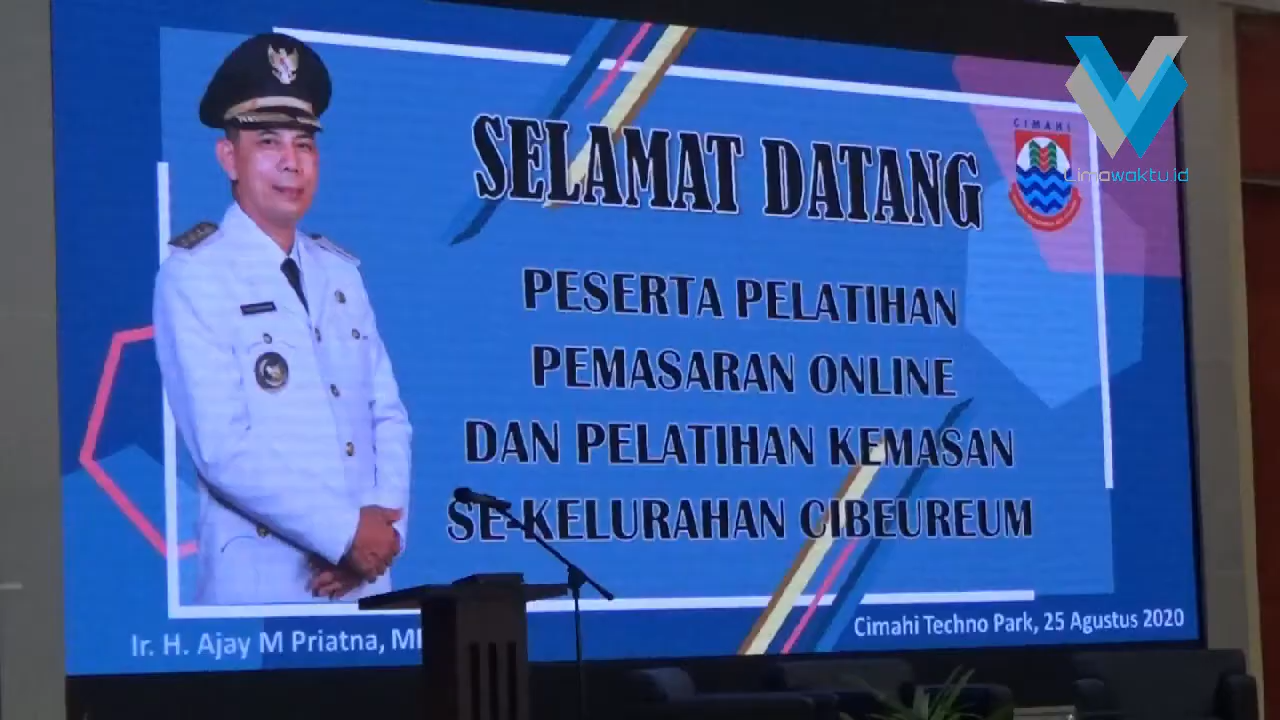 SELAMAT DATANG
PESERTA PELATIHAN
PEMASARAN ONLINE
DAN PELATIHAN KEMASAN
SE-KELURAHAN CIBEUREUM
CIMAHI
Limawaktu.id
Ir. H. Ajay M Priatna,
Cimahi Techno Park, 25 Agustus 2020